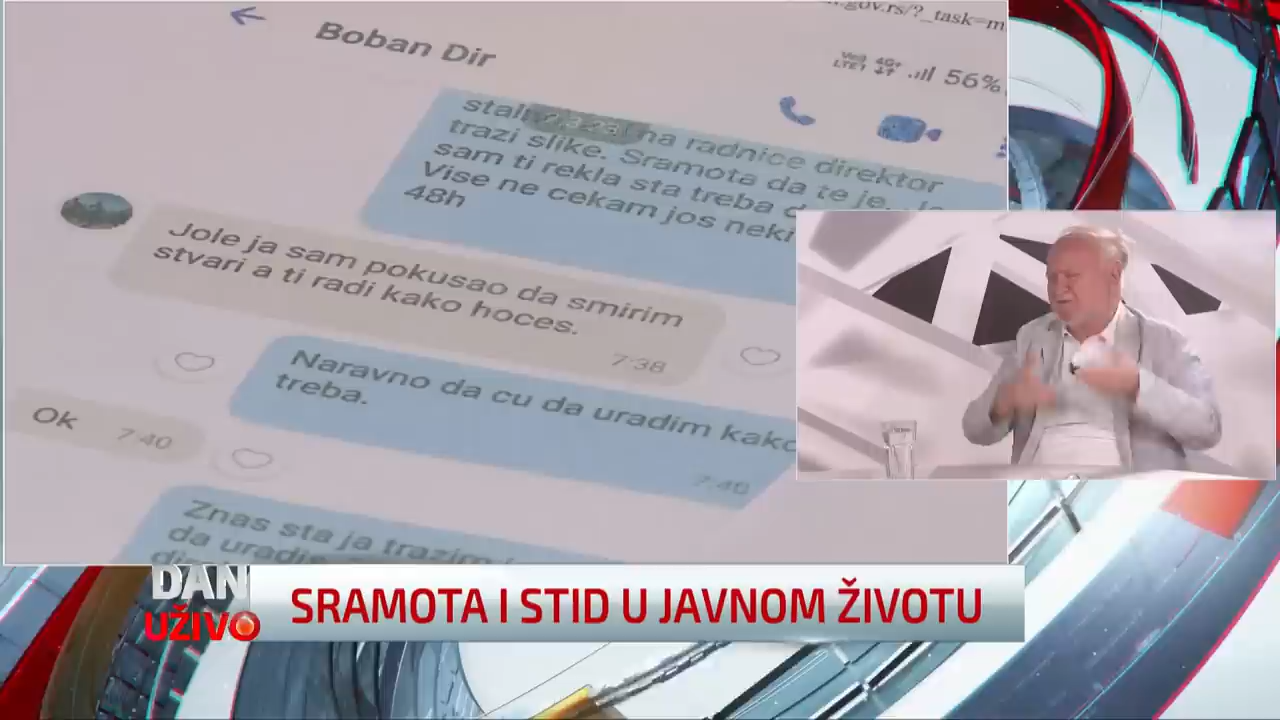 .gov.rs/?_task=m
Boban Dir
56%
na radnice direktor
trazi slike. Sramota da te je.
sam ti rekla sta treba
Vise ne cekam jos neki
48h
Jole ja sam pokusao da smirim
stvari a ti radi kako hoces.
7:38
Naravno da cu da uradim kako
treba.
7:40
Ok
7:40
Znas sta ja trazim
da
DAN
UŽIVO
SRAMOTA I STID U JAVNOM ŽIVOTU